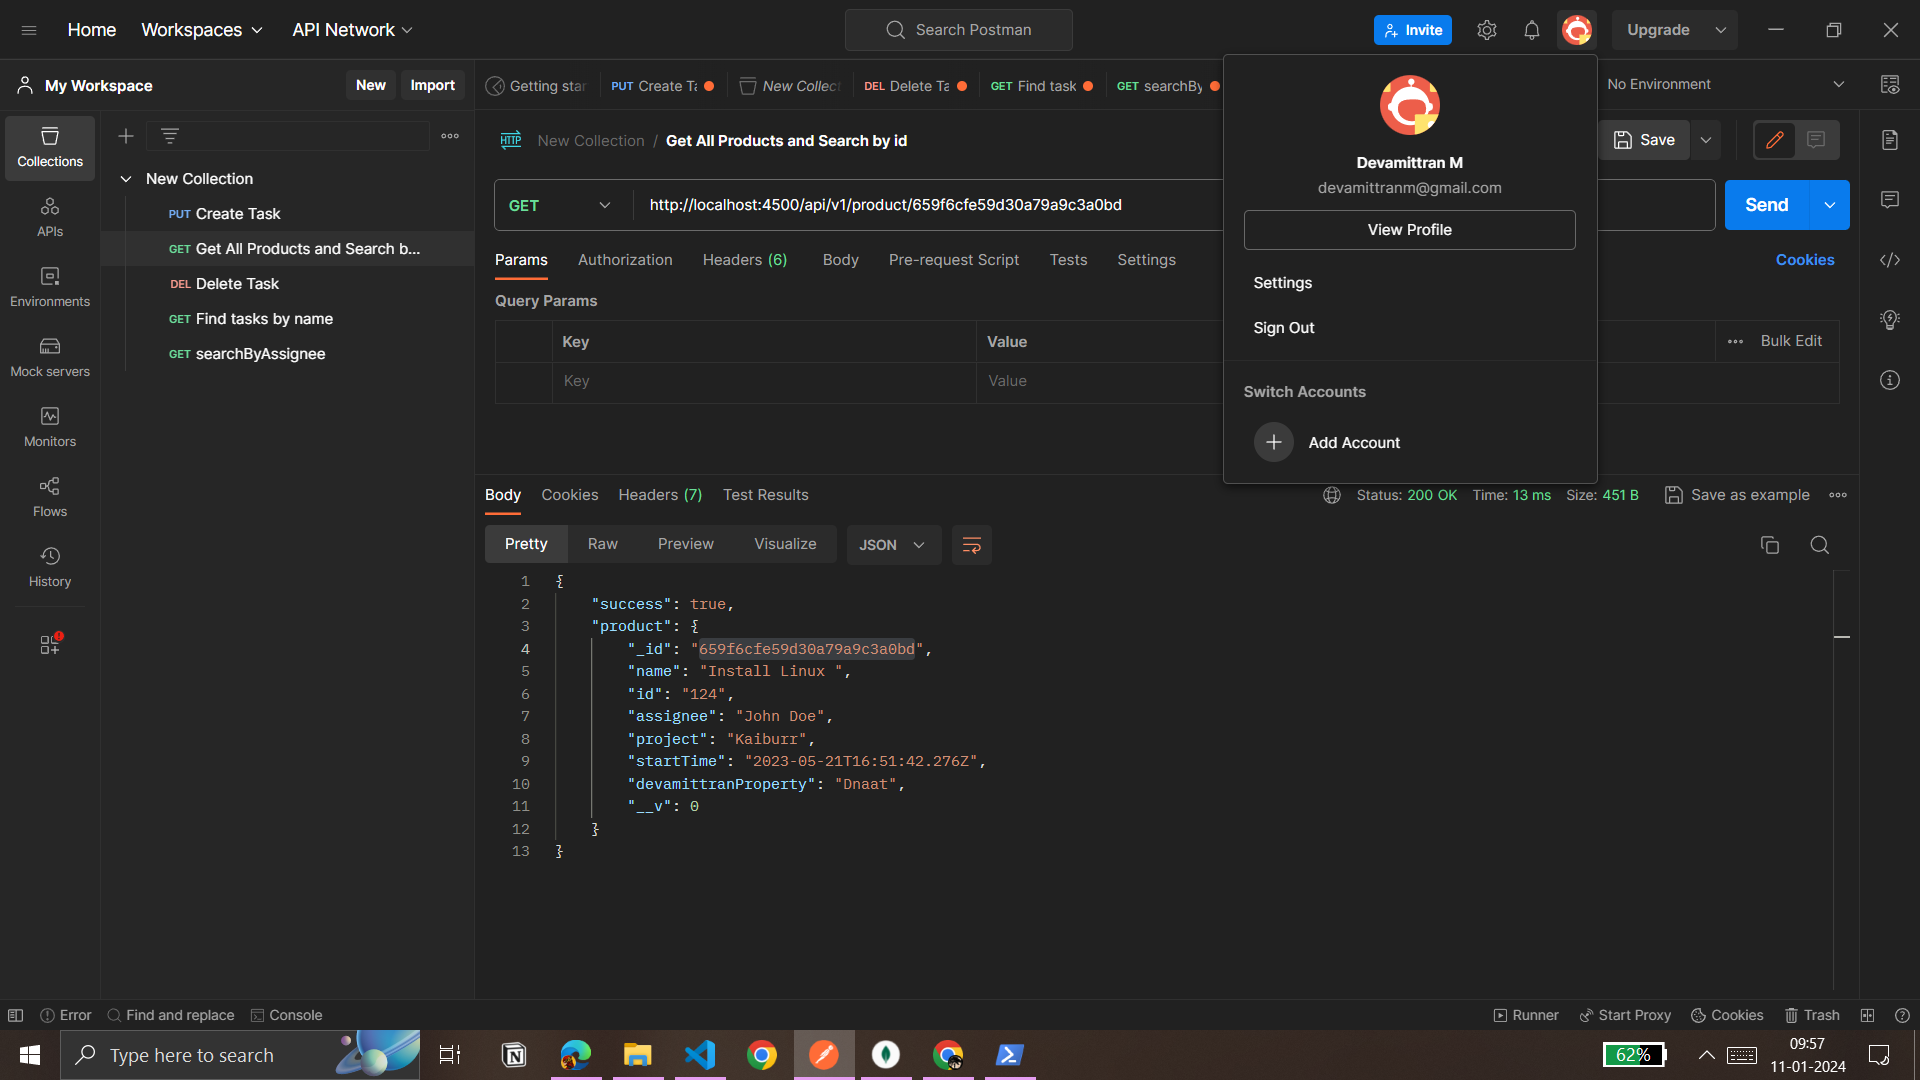 Home Workspaces API Network Search Postman Invite Upgrade
My Workspace New Import Getting star PUT Create Ta New Collec DEL Delete Ta GET Find task GET searchBy No Environment
Collections
APIs
Environments
Mock servers
Monitors
Flows
History
New Collection
PUT Create Task
GET Get All Products and Search b...
DEL Delete Task
GET Find tasks by name
GET searchByAssignee
HTTP New Collection / Get All Products and Search by id Save
GET http://localhost:4500/api/v1/product/659f6cfe59d30a79a9c3a0bd Send
Params Authorization Headers (6) Body Pre-request Script Tests Settings Cookies
Query Params
Key Value Bulk Edit
Key Value
Devamittran M
devamittranm@gmail.com
View Profile
Settings
Sign Out
Switch Accounts
Add Account
Body Cookies Headers (7) Test Results Status: 200 OK Time: 13 ms Size: 451 B Save as example
Pretty Raw Preview Visualize JSON
1 {
2 "success": true,
3 "product": {
4 "_id": "659f6cfe59d30a79a9c3a0bd",
5 "name": "Install Linux ",
6 "id": "124",
7 "assignee": "John Doe",
8 "project": "Kaiburr",
9 "startTime": "2023-05-21T16:51:42.276Z",
10 "devamittranProperty": "Dnaat",
11 "__v": 0
12 }
13 }
Error Find and replace Console Runner Start Proxy Cookies Trash
Type here to search 62% 09:57
11-01-2024